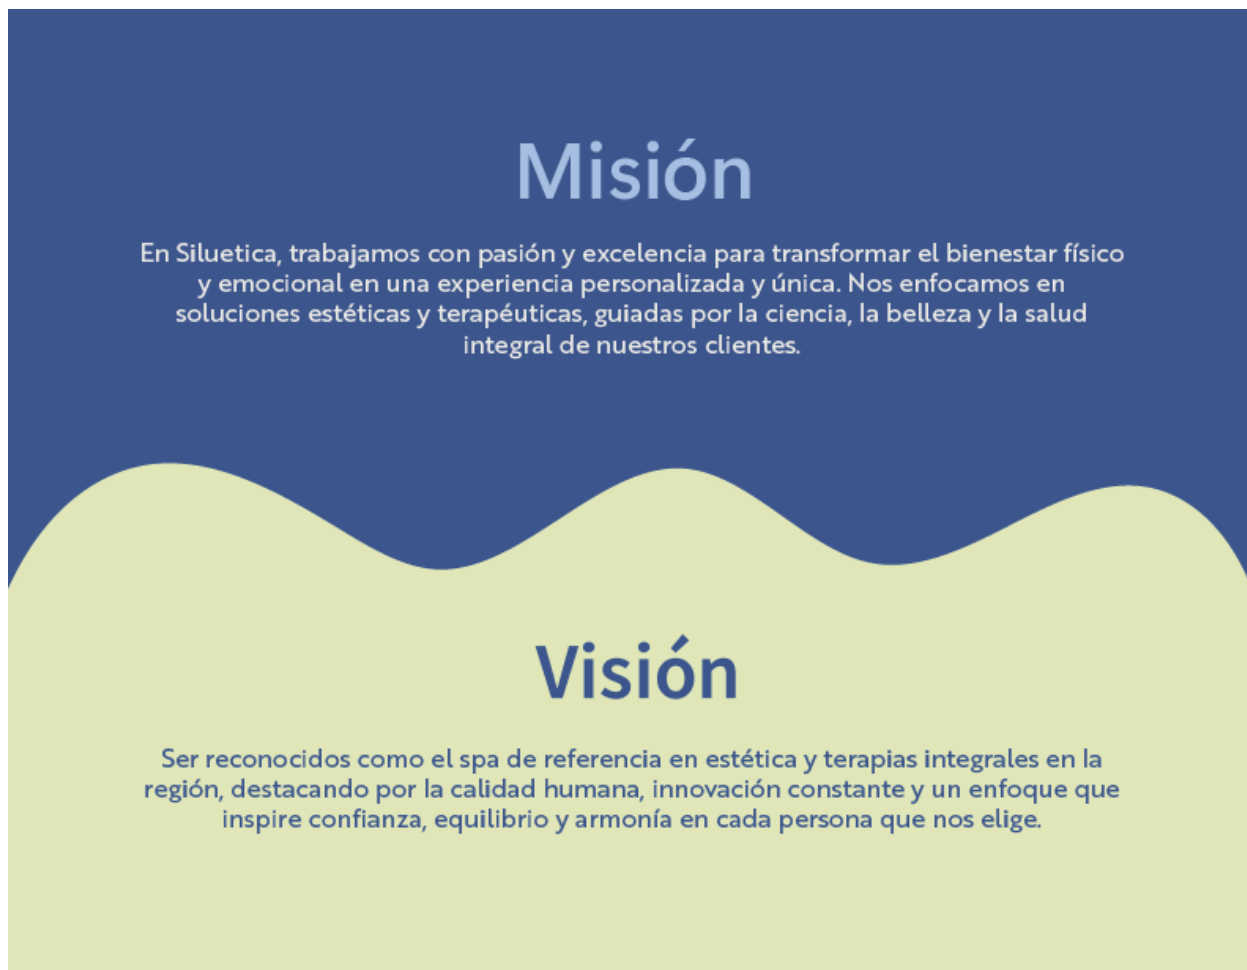 Misión
En Siluetica, trabajamos con pasión y excelencia para transformar el bienestar físico
y emocional en una experiencia personalizada y única. Nos enfocamos en
soluciones estéticas y terapéuticas, guiadas por la ciencia, la belleza y la salud
integral de nuestros clientes.
Visión
Ser reconocidos como el spa de referencia en estética y terapias integrales en la
región, destacando por la calidad humana, innovación constante y un enfoque que
inspire confianza, equilibrio y armonía en cada persona que nos elige.